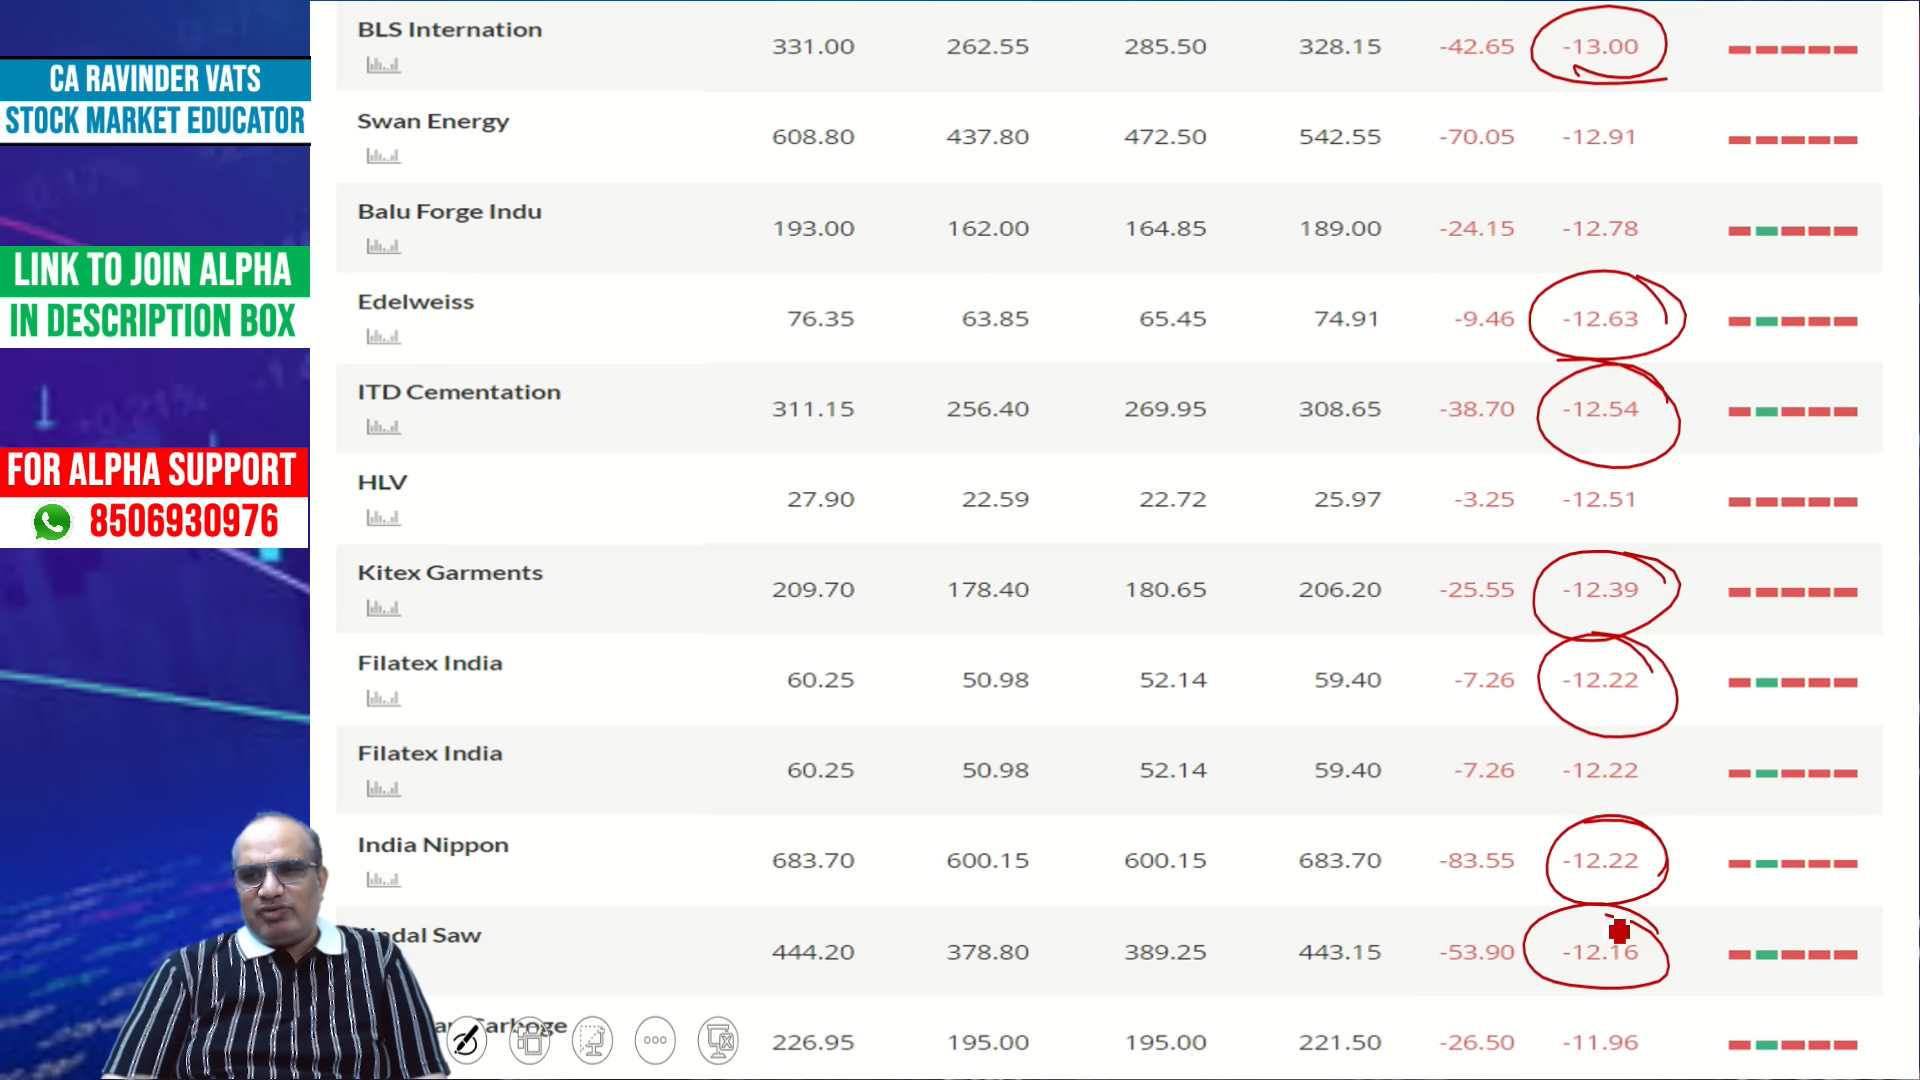 CA RAVINDER VATS
STOCK MARKET EDUCATOR
LINK TO JOIN ALPHA
IN DESCRIPTION BOX
FOR ALPHA SUPPORT
8506930976
BLS Internation 331.00 262.55 285.50 328.15 -42.65 -13.00
Swan Energy 608.80 437.80 472.50 542.55 -70.05 -12.91
Balu Forge Indu 193.00 162.00 164.85 189.00 -24.15 -12.78
Edelweiss 76.35 63.85 65.45 74.91 -9.46 -12.63
ITD Cementation 311.15 256.40 269.95 308.65 -38.70 -12.54
HLV 27.90 22.59 22.72 25.97 -3.25 -12.51
Kitex Garments 209.70 178.40 180.65 206.20 -25.55 -12.39
Filatex India 60.25 50.98 52.14 59.40 -7.26 -12.22
Filatex India 60.25 50.98 52.14 59.40 -7.26 -12.22
India Nippon 683.70 600.15 600.15 683.70 -83.55 -12.22
Saw 444.20 378.80 389.25 443.15 -53.90 -12.16
226.95 195.00 195.00 221.50 -26.50 -11.96